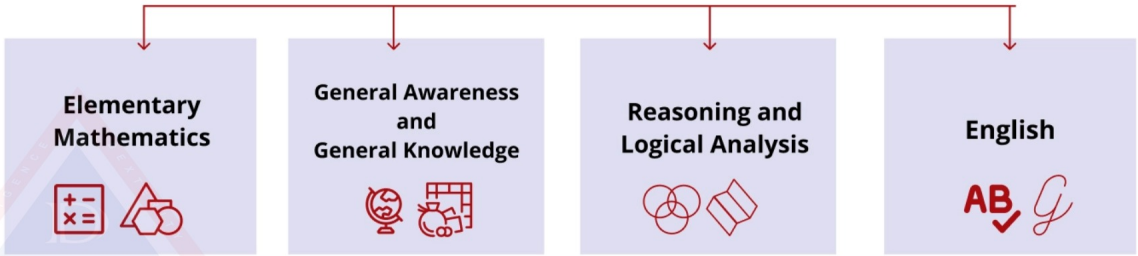 Elementary
Mathematics
General Awareness
and
General Knowledge
Reasoning and
Logical Analysis
English
AB